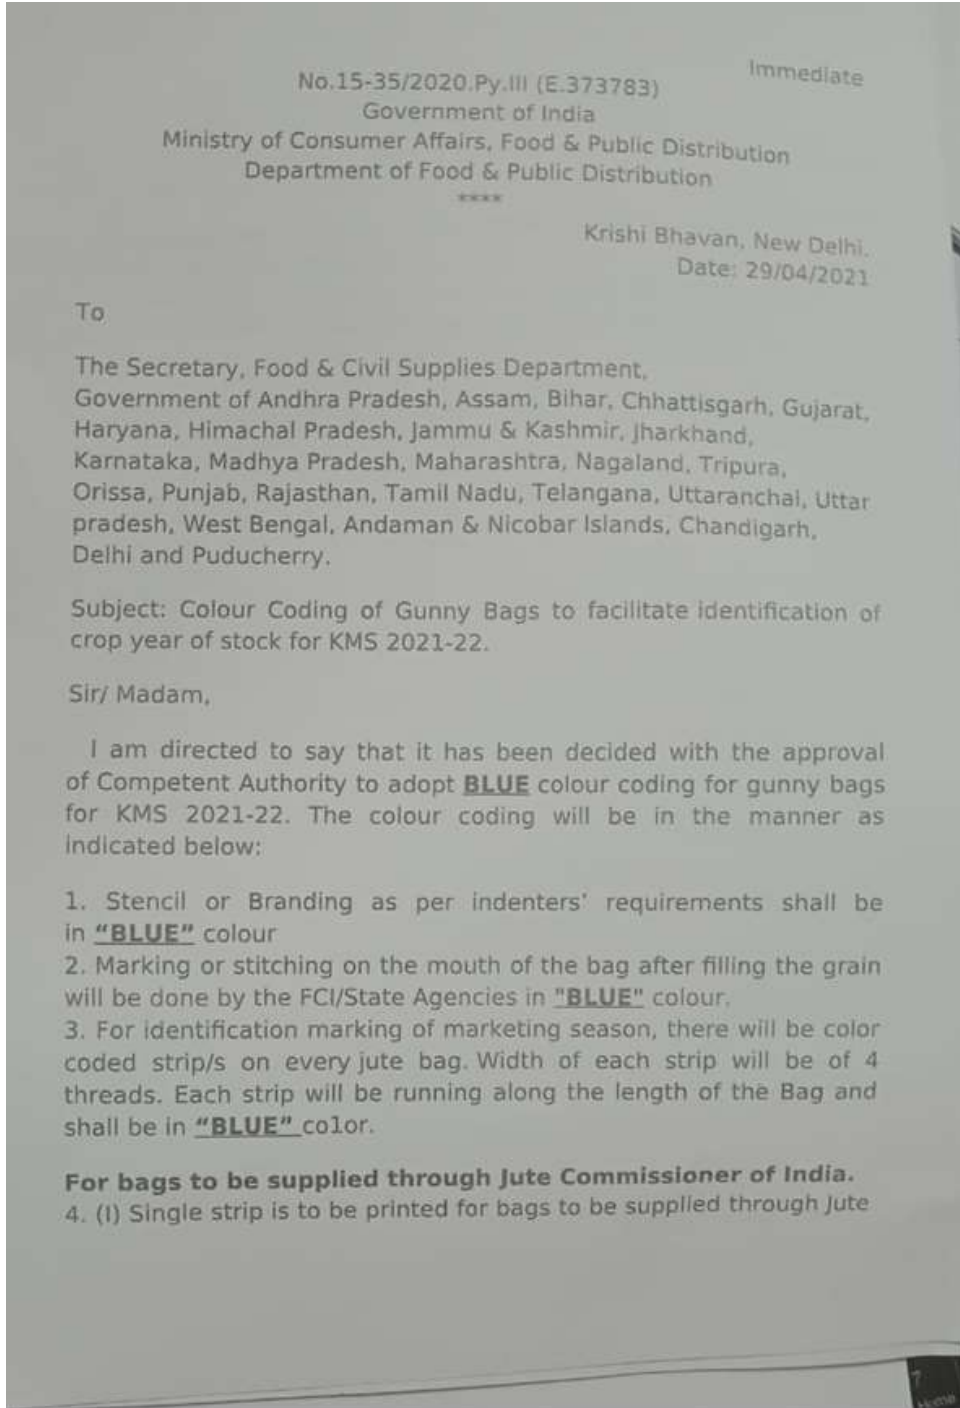 Immediate
No.15-35/2020.Py.III (E.373783)
Government of India
Ministry of Consumer Affairs, Food & Public Distribution
Department of Food & Public Distribution
****
Krishi Bhavan, New Delhi.
Date: 29/04/2021
To
The Secretary, Food & Civil Supplies Department,
Government of Andhra Pradesh, Assam, Bihar, Chhattisgarh, Gujarat,
Haryana, Himachal Pradesh, Jammu & Kashmir, Jharkhand,
Karnataka, Madhya Pradesh, Maharashtra, Nagaland, Tripura,
Orissa, Punjab, Rajasthan, Tamil Nadu, Telangana, Uttaranchal, Uttar
pradesh, West Bengal, Andaman & Nicobar Islands, Chandigarh,
Delhi and Puducherry.
Subject: Colour Coding of Gunny Bags to facilitate identification of
crop year of stock for KMS 2021-22.
Sir/ Madam,
I am directed to say that it has been decided with the approval
of Competent Authority to adopt BLUE colour coding for gunny bags
for KMS 2021-22. The colour coding will be in the manner as
indicated below:
1. Stencil or Branding as per indenters' requirements shall be
in "BLUE" colour
2. Marking or stitching on the mouth of the bag after filling the grain
will be done by the FCI/State Agencies in "BLUE" colour.
3. For identification marking of marketing season, there will be color
coded strip/s on every jute bag. Width of each strip will be of 4
threads. Each strip will be running along the length of the Bag and
shall be in "BLUE" color.
For bags to be supplied through Jute Commissioner of India.
4. (I) Single strip is to be printed for bags to be supplied through Jute
7
Home